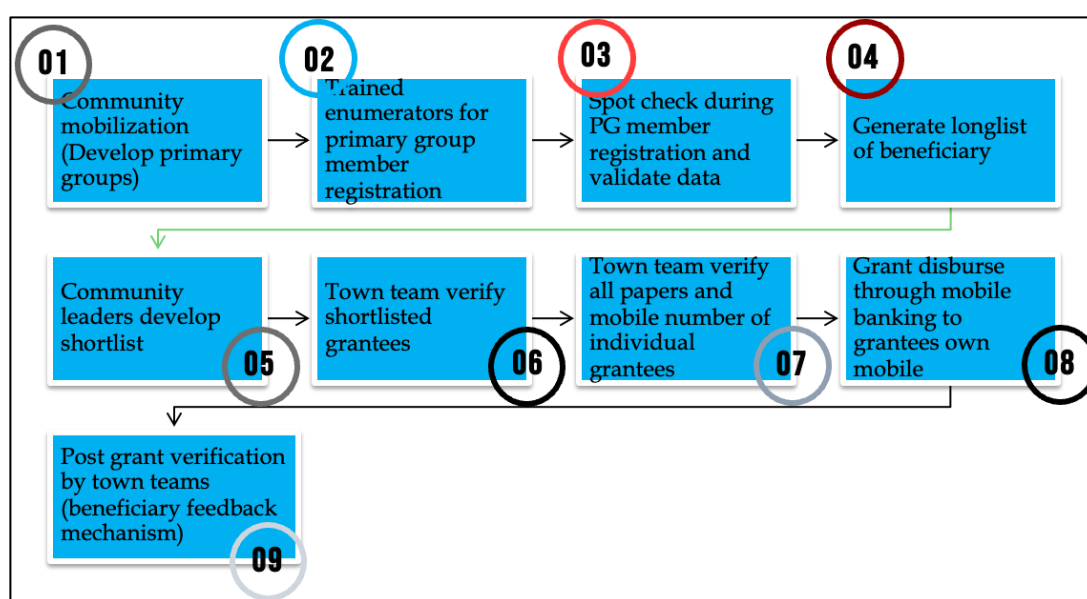 01
Community
mobilization
(Develop primary
groups)
02
Trained
enumerators for
primary group
member
registration
03
Spot check during
PG member
registration and
validate data
04
Generate longlist
of beneficiary
Community
leaders develop
shortlist
05
Town team verify
shortlisted
grantees
06
Town team verify
all papers and
mobile number of
individual
grantees
07
Grant disburse
through mobile
banking to
grantees own
mobile
08
Post grant verification
by town teams
(beneficiary feedback
mechanism)
09